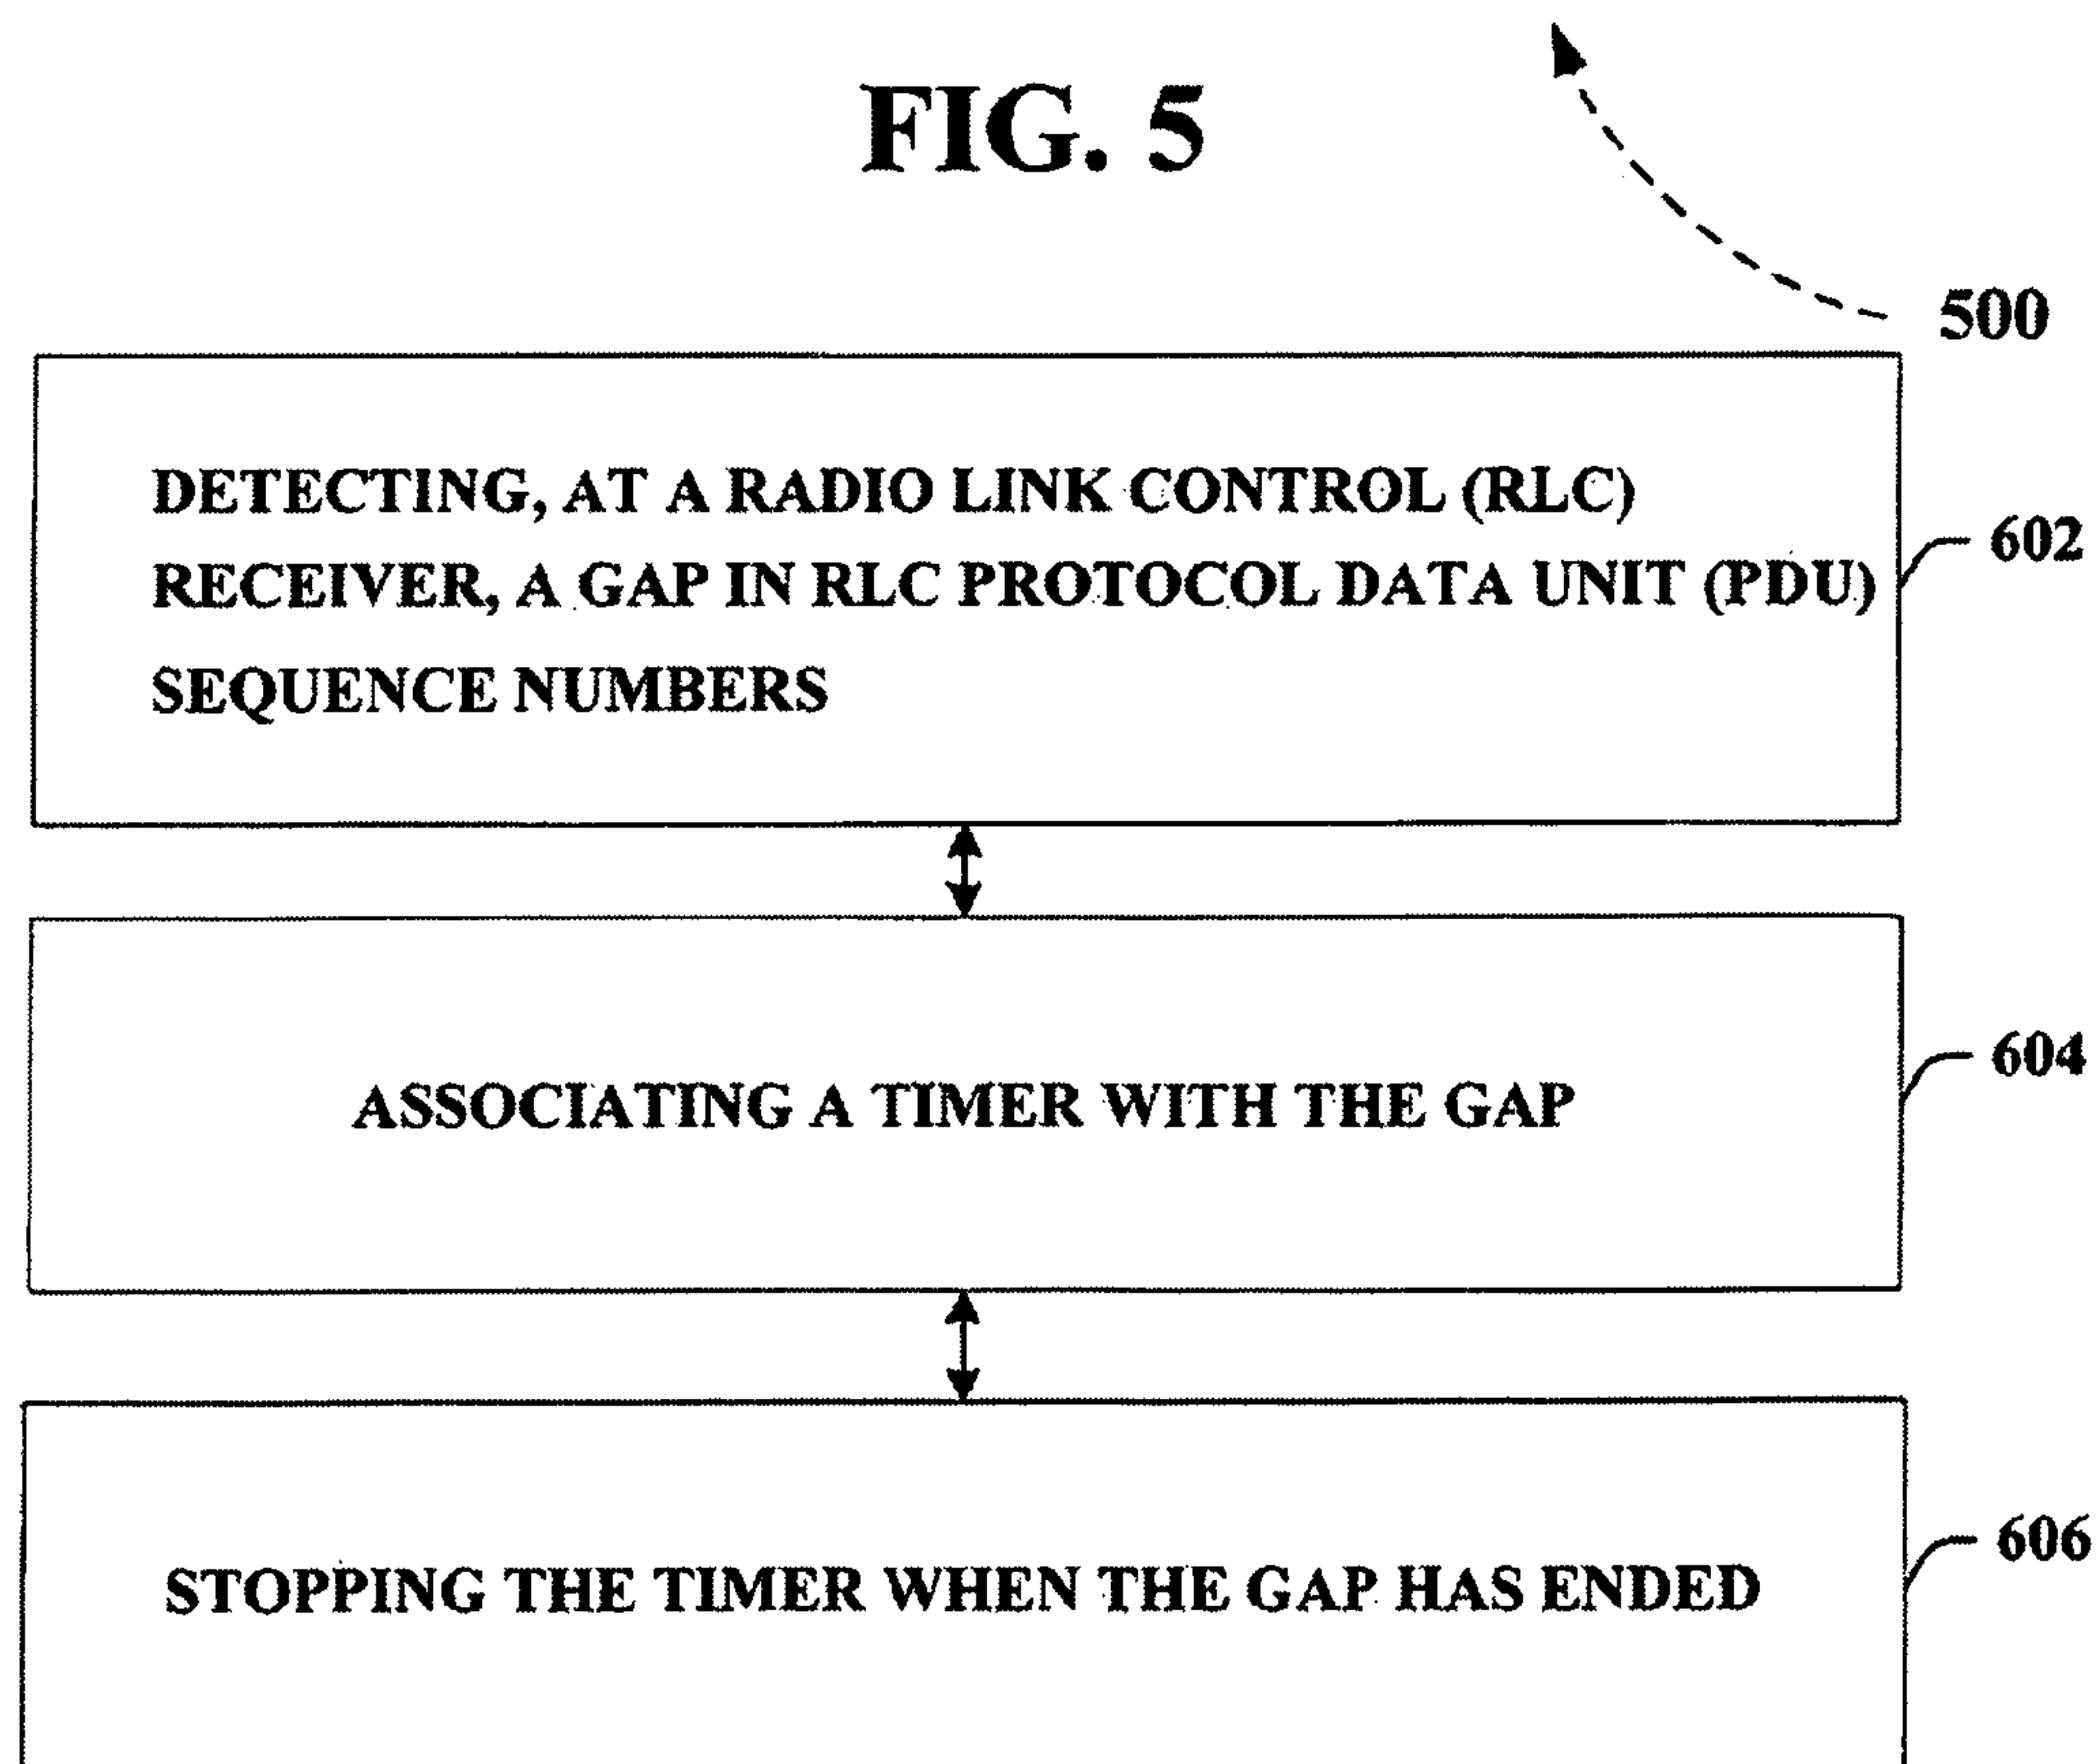 FIG. 5
500
DETECTING, AT A RADIO LINK CONTROL (RLC)
RECEIVER, A GAP IN RLC PROTOCOL DATA UNIT (PDU)
SEQUENCE NUMBERS
602
ASSOCIATING A TIMER WITH THE GAP
604
STOPPING THE TIMER WHEN THE GAP HAS ENDED
606